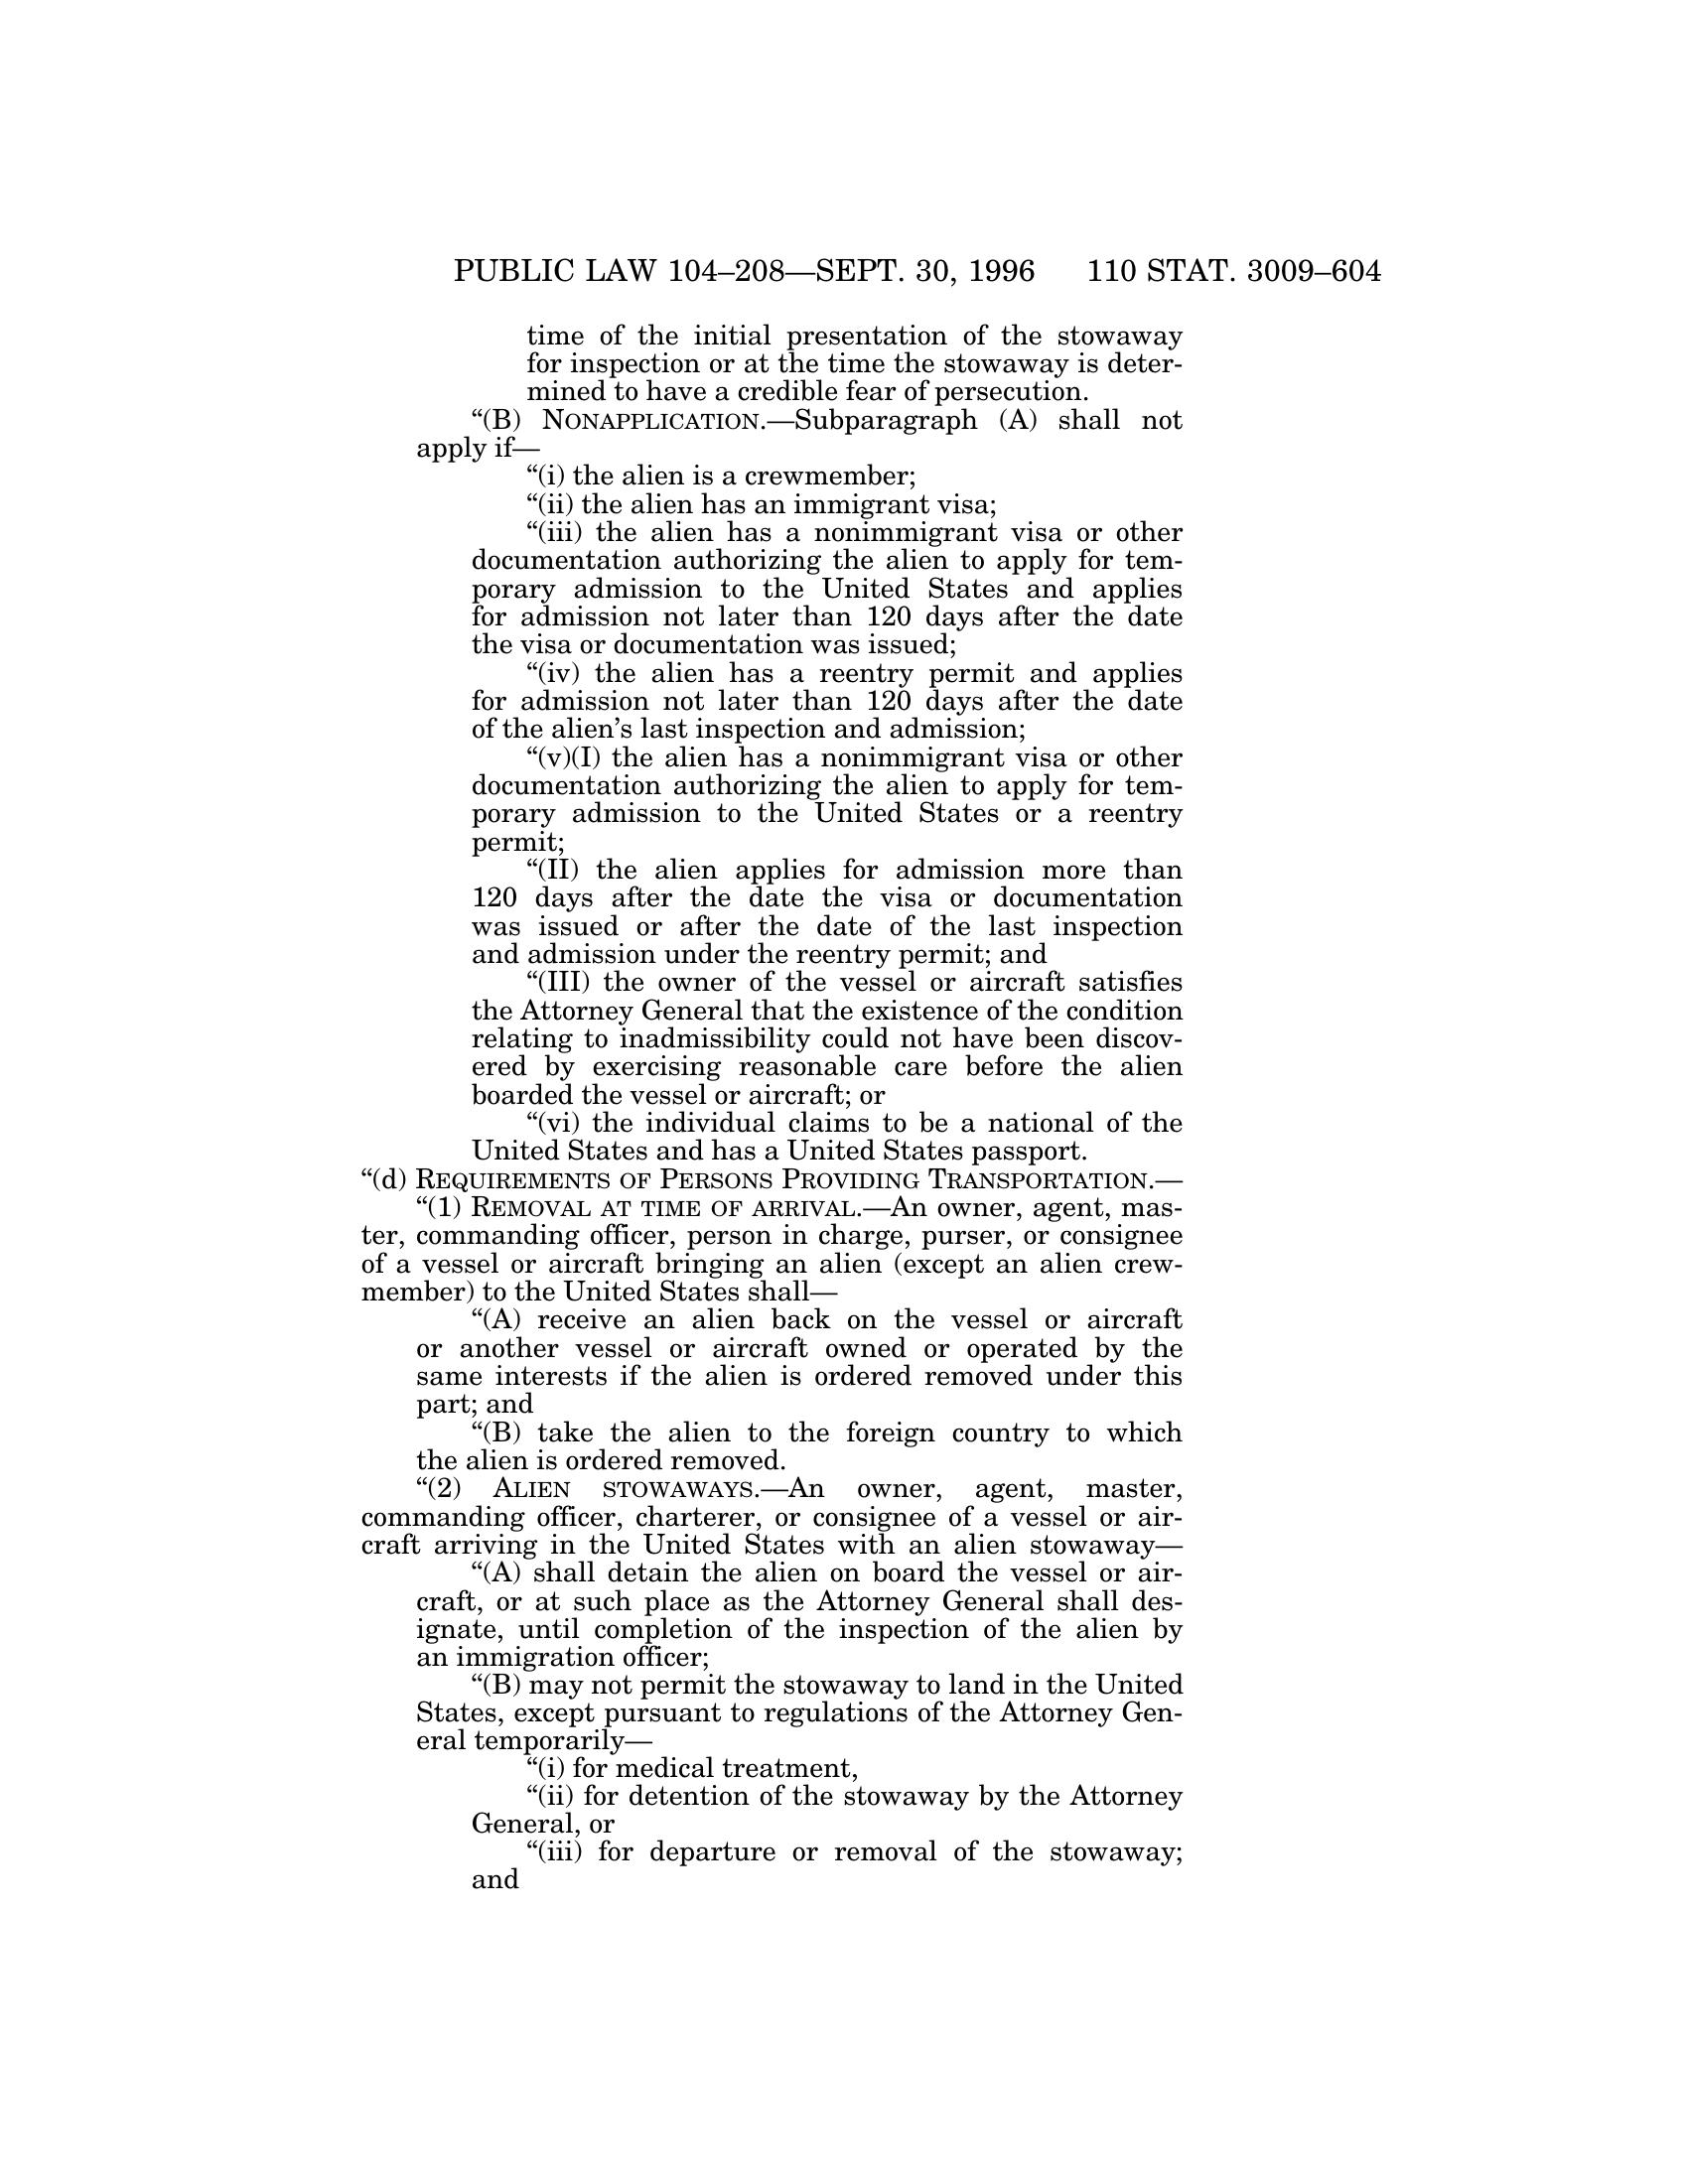 PUBLIC LAW 104–208—SEPT. 30, 1996 110 STAT. 3009–604
time of the initial presentation of the stowaway
for inspection or at the time the stowaway is deter-
mined to have a credible fear of persecution.
“(B) NONAPPLICATION.—Subparagraph (A) shall not
apply if—
“(i) the alien is a crewmember;
“(ii) the alien has an immigrant visa;
“(iii) the alien has a nonimmigrant visa or other
documentation authorizing the alien to apply for tem-
porary admission to the United States and applies
for admission not later than 120 days after the date
the visa or documentation was issued;
“(iv) the alien has a reentry permit and applies
for admission not later than 120 days after the date
of the alien’s last inspection and admission;
“(v)(I) the alien has a nonimmigrant visa or other
documentation authorizing the alien to apply for tem-
porary admission to the United States or a reentry
permit;
“(II) the alien applies for admission more than
120 days after the date the visa or documentation
was issued or after the date of the last inspection
and admission under the reentry permit; and
“(III) the owner of the vessel or aircraft satisfies
the Attorney General that the existence of the condition
relating to inadmissibility could not have been discov-
ered by exercising reasonable care before the alien
boarded the vessel or aircraft; or
“(vi) the individual claims to be a national of the
United States and has a United States passport.
“(d) REQUIREMENTS OF PERSONS PROVIDING TRANSPORTATION.—
“(1) REMOVAL AT TIME OF ARRIVAL.—An owner, agent, mas-
ter, commanding officer, person in charge, purser, or consignee
of a vessel or aircraft bringing an alien (except an alien crew-
member) to the United States shall—
“(A) receive an alien back on the vessel or aircraft
or another vessel or aircraft owned or operated by the
same interests if the alien is ordered removed under this
part; and
“(B) take the alien to the foreign country to which
the alien is ordered removed.
“(2) ALIEN STOWAWAYS.—An owner, agent, master,
commanding officer, charterer, or consignee of a vessel or air-
craft arriving in the United States with an alien stowaway—
“(A) shall detain the alien on board the vessel or air-
craft, or at such place as the Attorney General shall des-
ignate, until completion of the inspection of the alien by
an immigration officer;
“(B) may not permit the stowaway to land in the United
States, except pursuant to regulations of the Attorney Gen-
eral temporarily—
“(i) for medical treatment,
“(ii) for detention of the stowaway by the Attorney
General, or
“(iii) for departure or removal of the stowaway;
and